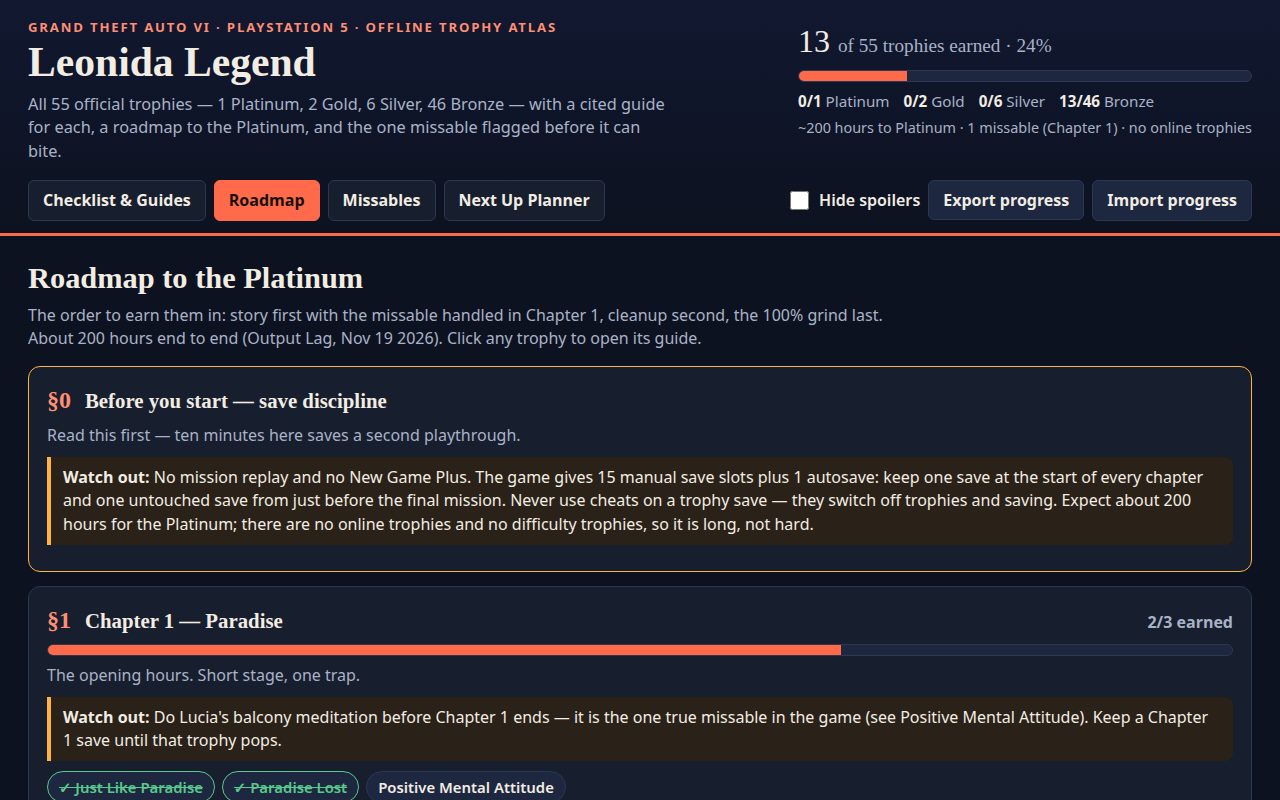 GRAND THEFT AUTO VI · PLAYSTATION 5 · OFFLINE TROPHY ATLAS
Leonida Legend
All 55 official trophies — 1 Platinum, 2 Gold, 6 Silver, 46 Bronze — with a cited guide
for each, a roadmap to the Platinum, and the one missable flagged before it can
bite.
13 of 55 trophies earned · 24%
0/1 Platinum 0/2 Gold 0/6 Silver 13/46 Bronze
~200 hours to Platinum · 1 missable (Chapter 1) · no online trophies
Checklist & Guides Roadmap Missables Next Up Planner Hide spoilers Export progress Import progress
Roadmap to the Platinum
The order to earn them in: story first with the missable handled in Chapter 1, cleanup second, the 100% grind last.
About 200 hours end to end (Output Lag, Nov 19 2026). Click any trophy to open its guide.
§0 Before you start — save discipline
Read this first — ten minutes here saves a second playthrough.
Watch out: No mission replay and no New Game Plus. The game gives 15 manual save slots plus 1 autosave: keep one save at the start of every chapter
and one untouched save from just before the final mission. Never use cheats on a trophy save — they switch off trophies and saving. Expect about 200
hours for the Platinum; there are no online trophies and no difficulty trophies, so it is long, not hard.
§1 Chapter 1 — Paradise 2/3 earned
The opening hours. Short stage, one trap.
Watch out: Do Lucia's balcony meditation before Chapter 1 ends — it is the one true missable in the game (see Positive Mental Attitude). Keep a Chapter
1 save until that trophy pops.
✓ Just Like Paradise ✓ Paradise Lost Positive Mental Attitude